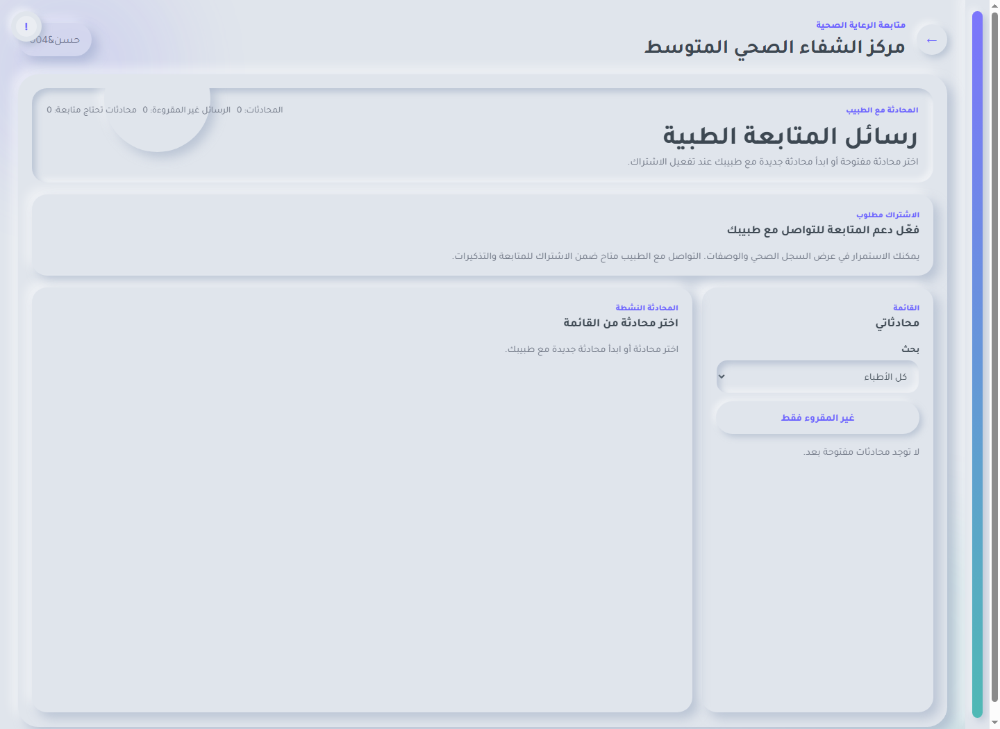 متابعة الرعاية الصحية
مركز الشفاء الصحي المتوسط
←
!
حسن&
المحادثة مع الطبيب
رسائل المتابعة الطبية
اختر محادثة مفتوحة أو ابدأ محادثة جديدة مع طبيبك عند تفعيل الاشتراك.
المحادثات: 0 الرسائل غير المقروءة: 0 محادثات تحتاج متابعة: 0
الاشتراك مطلوب
فعّل دعم المتابعة للتواصل مع طبيبك
يمكنك الاستمرار في عرض السجل الصحي والوصفات. التواصل مع الطبيب متاح ضمن الاشتراك للمتابعة والتذكيرات.
القائمة
محادثاتي
بحث
كل الأطباء
غير المقروء فقط
لا توجد محادثات مفتوحة بعد.
المحادثة النشطة
اختر محادثة من القائمة
اختر محادثة أو ابدأ محادثة جديدة مع طبيبك.